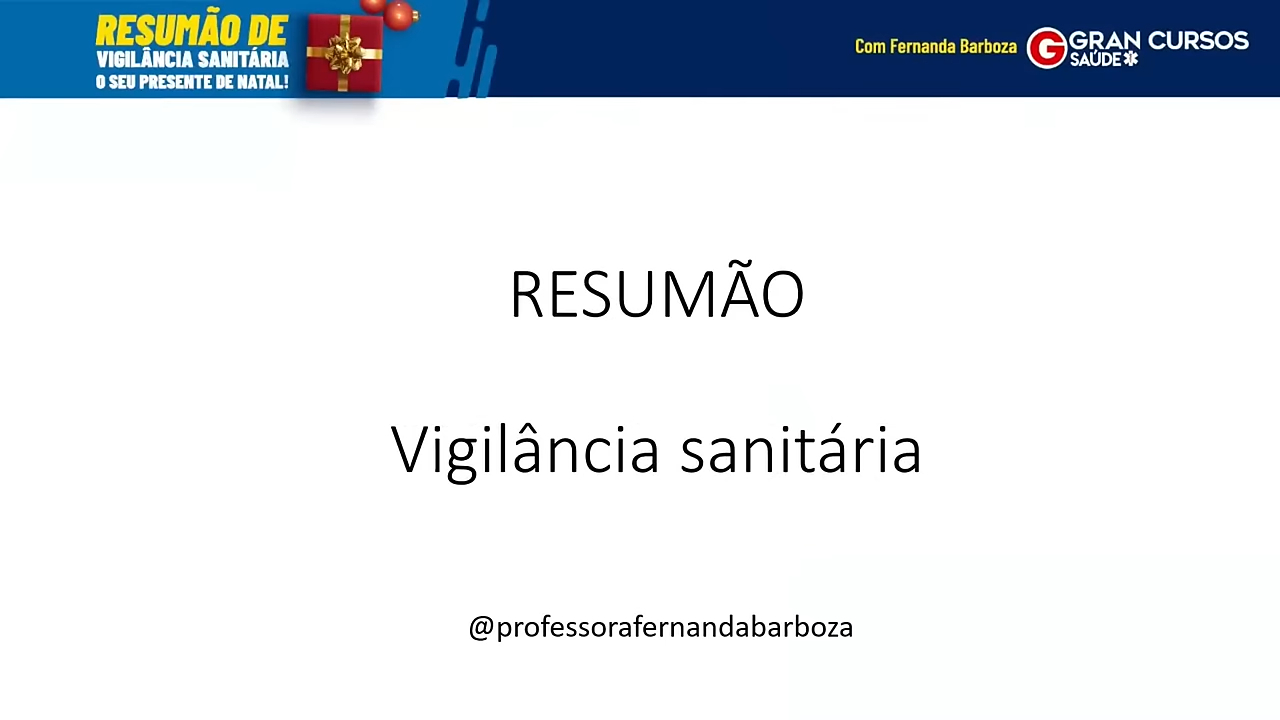 RESUMÃO DE
VIGILÂNCIA SANITÁRIA
O SEU PRESENTE DE NATAL!
Com Fernanda Barboza
G GRAN CURSOS
SAÚDE
RESUMÃO
Vigilância sanitária
@professorafernandabarboza